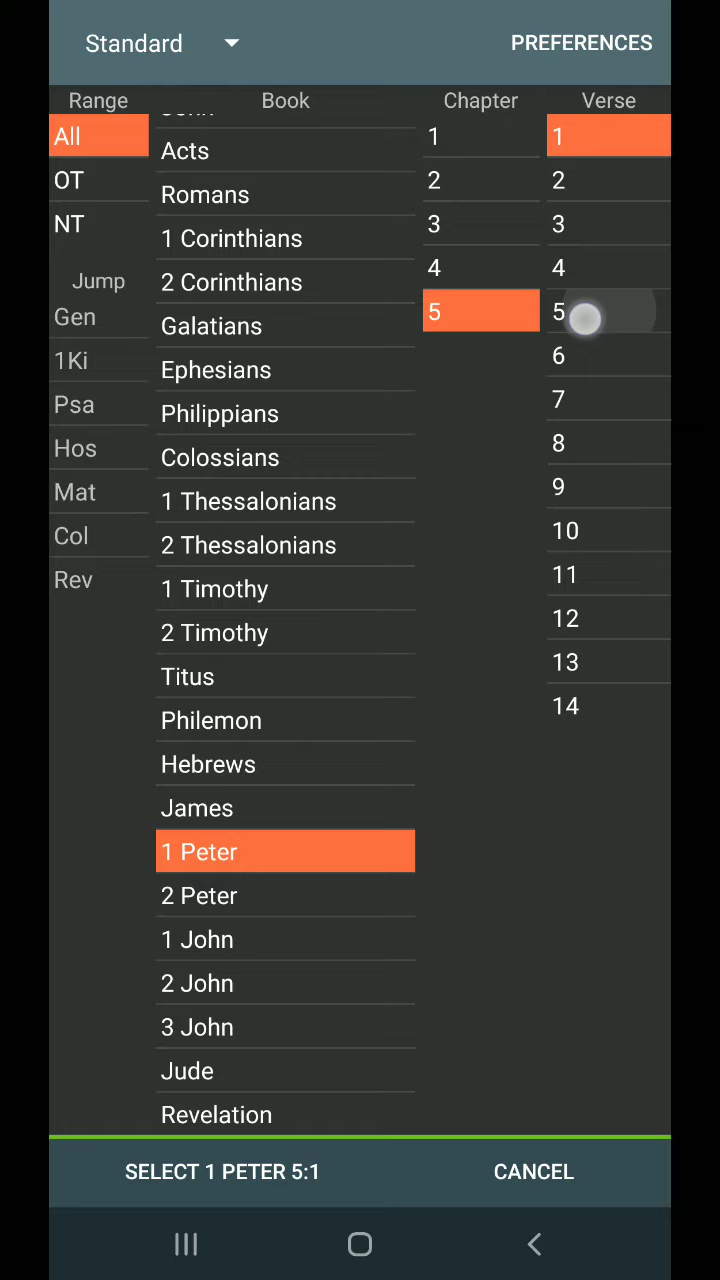 Standard
PREFERENCES
Range
Book
Chapter
Verse
All
OT
NT
Jump
Gen
1Ki
Psa
Hos
Mat
Col
Rev
John
Acts
Romans
1 Corinthians
2 Corinthians
Galatians
Ephesians
Philippians
Colossians
1 Thessalonians
2 Thessalonians
1 Timothy
2 Timothy
Titus
Philemon
Hebrews
James
1 Peter
2 Peter
1 John
2 John
3 John
Jude
Revelation
1
2
3
4
5
1
2
3
4
5
6
7
8
9
10
11
12
13
14
SELECT 1 PETER 5:1
CANCEL